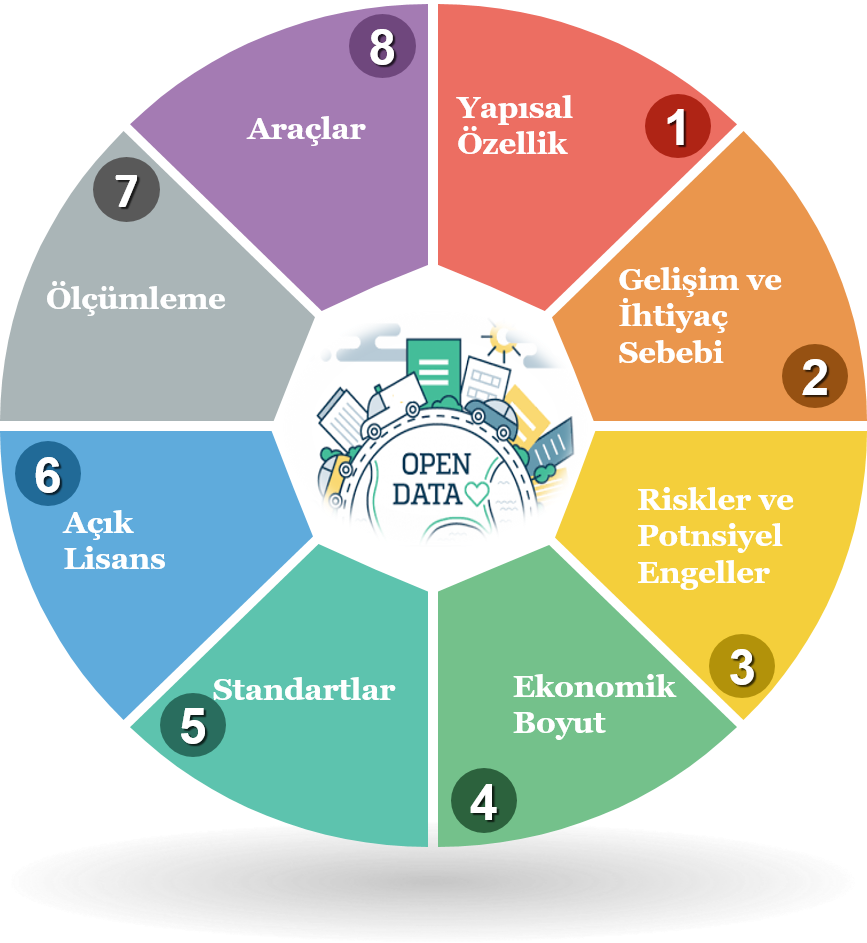 1
Yapısal
Özellik
2
Gelişim ve
İhtiyaç
Sebebi
3
Riskler ve
Potnsiyel
Engeller
4
Ekonomik
Boyut
5
Standartlar
6
Açık
Lisans
7
Ölçümleme
8
Araçlar
OPEN
DATA